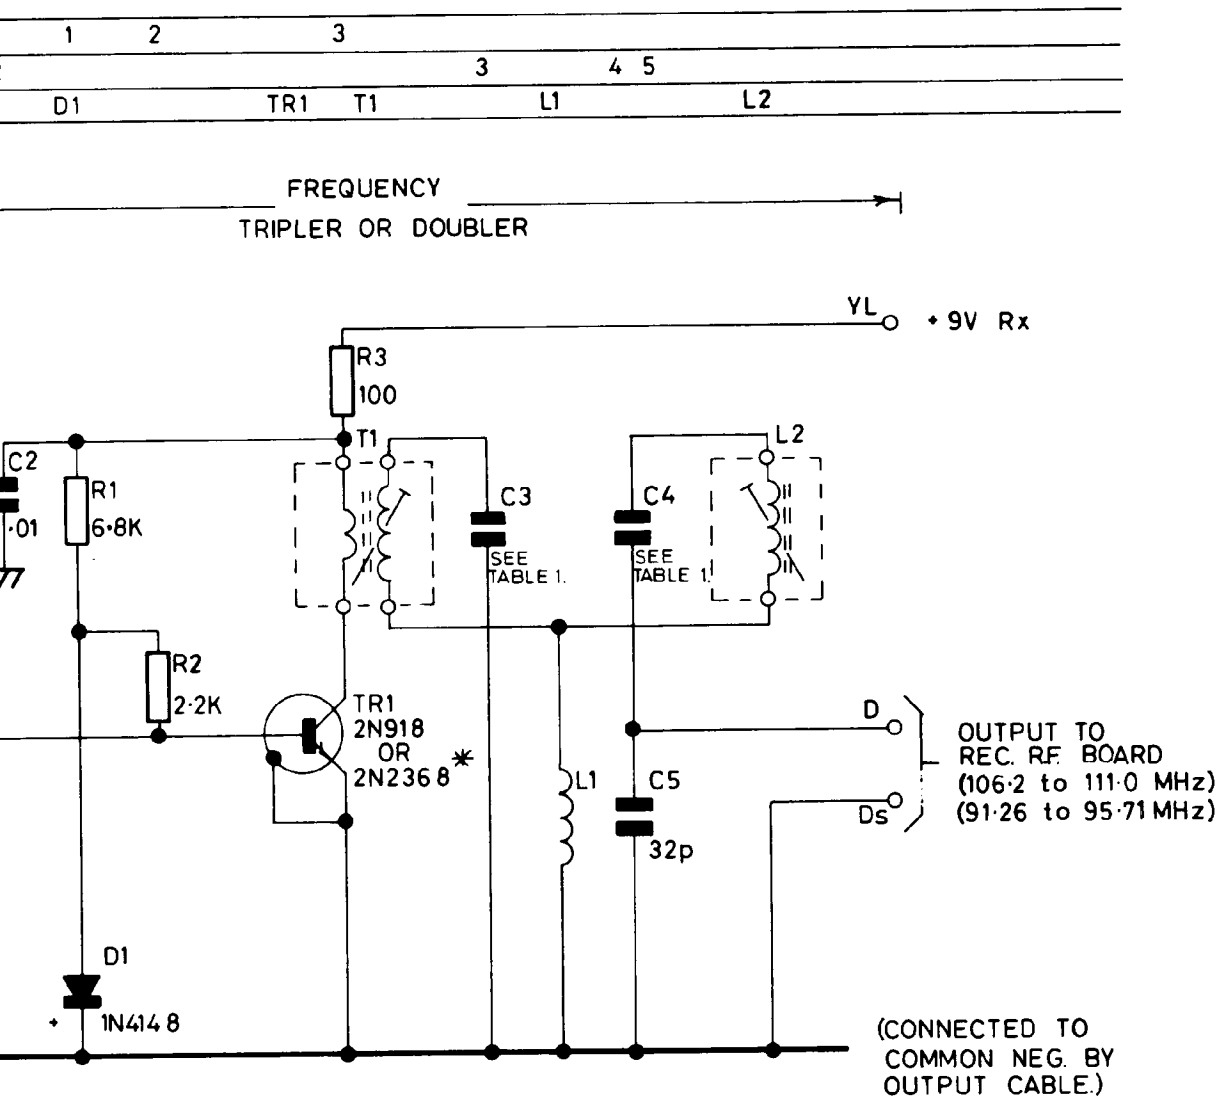 1 2 3
3 4 5
D1 TR1 T1 L1 L2
FREQUENCY
TRIPLER OR DOUBLER
YL + 9V Rx
R3
100
T1
L2
C2
.01
R1
6·8K
C3
SEE
TABLE 1.
C4
SEE
TABLE 1.
R2
2·2K
TR1
2N918
OR
2N2368 *
D
OUTPUT TO
REC. R.F. BOARD
(106·2 to 111·0 MHz)
(91·26 to 95·71 MHz)
Ds
L1
C5
32p
D1
+ 1N4148
(CONNECTED TO
COMMON NEG. BY
OUTPUT CABLE.)